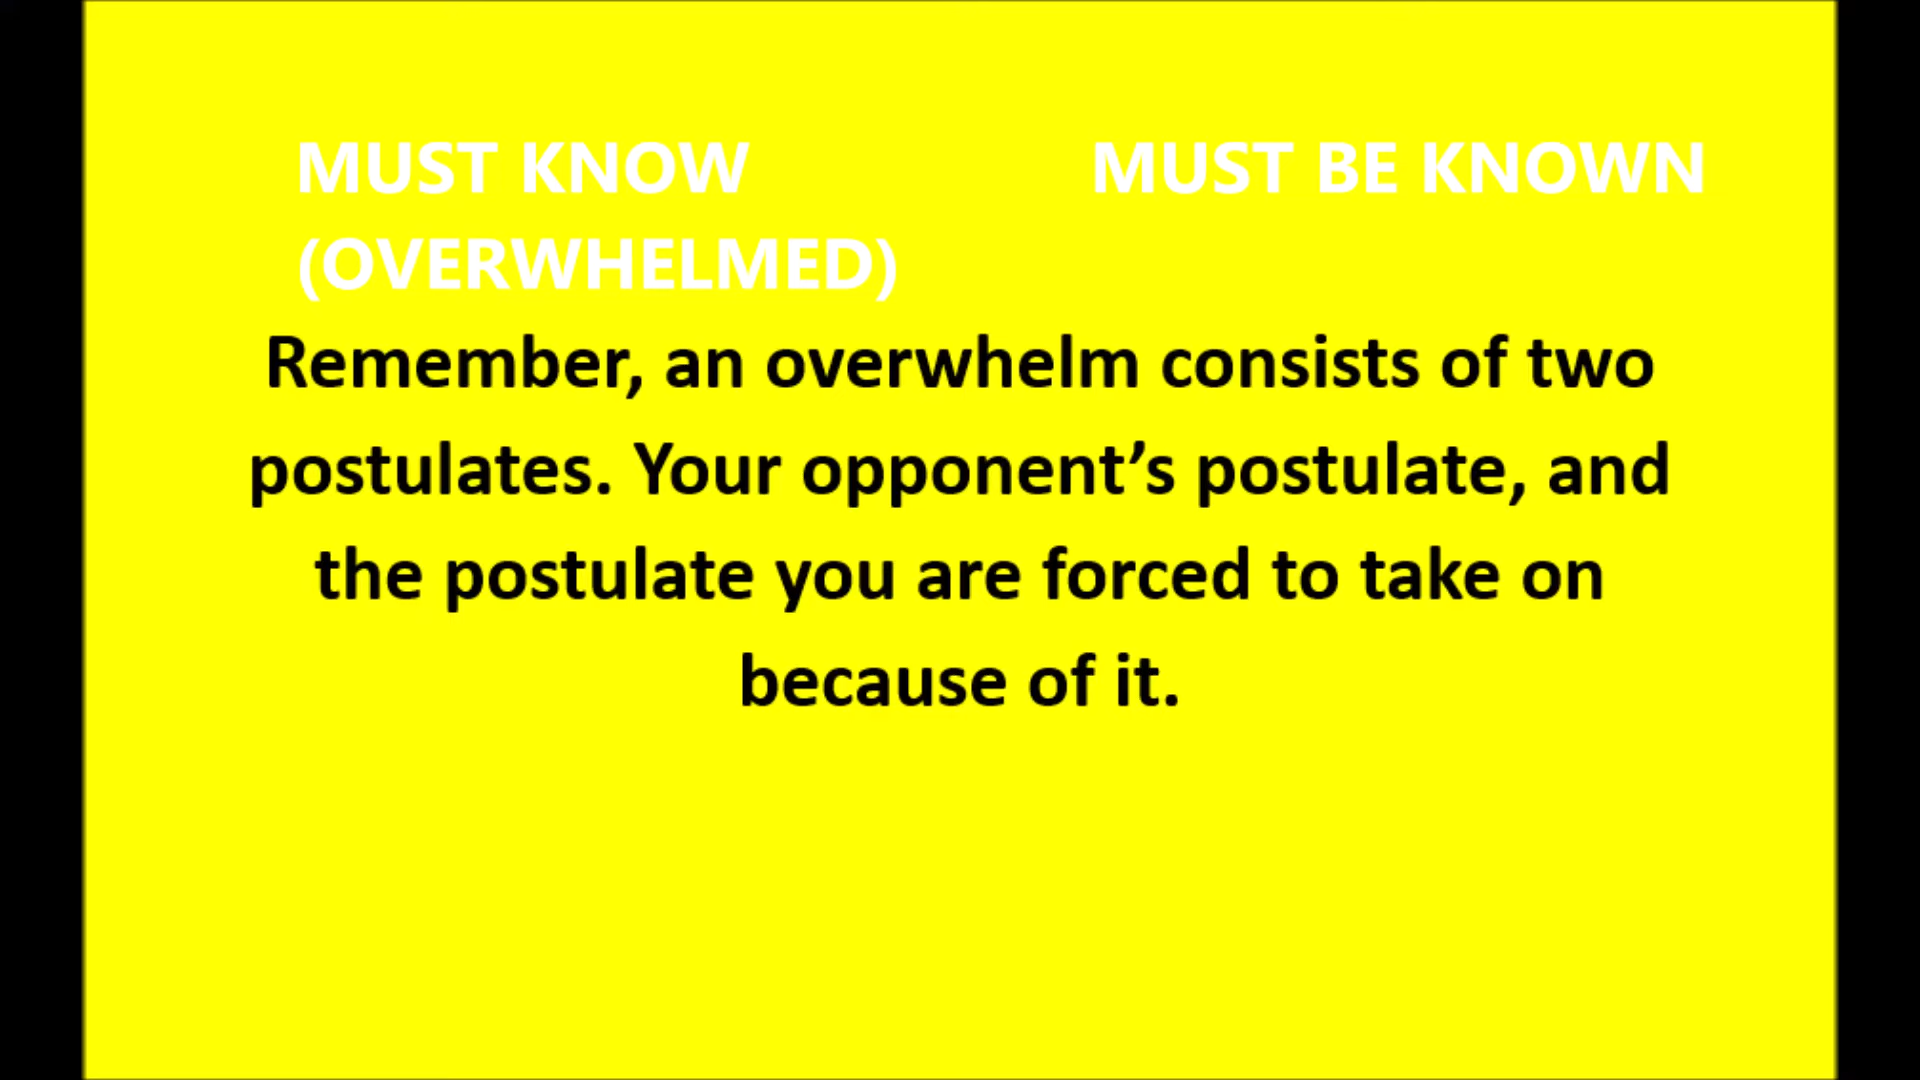 MUST KNOW MUST BE KNOWN
(OVERWHELMED)
Remember, an overwhelm consists of two
postulates. Your opponent’s postulate, and
the postulate you are forced to take on
because of it.